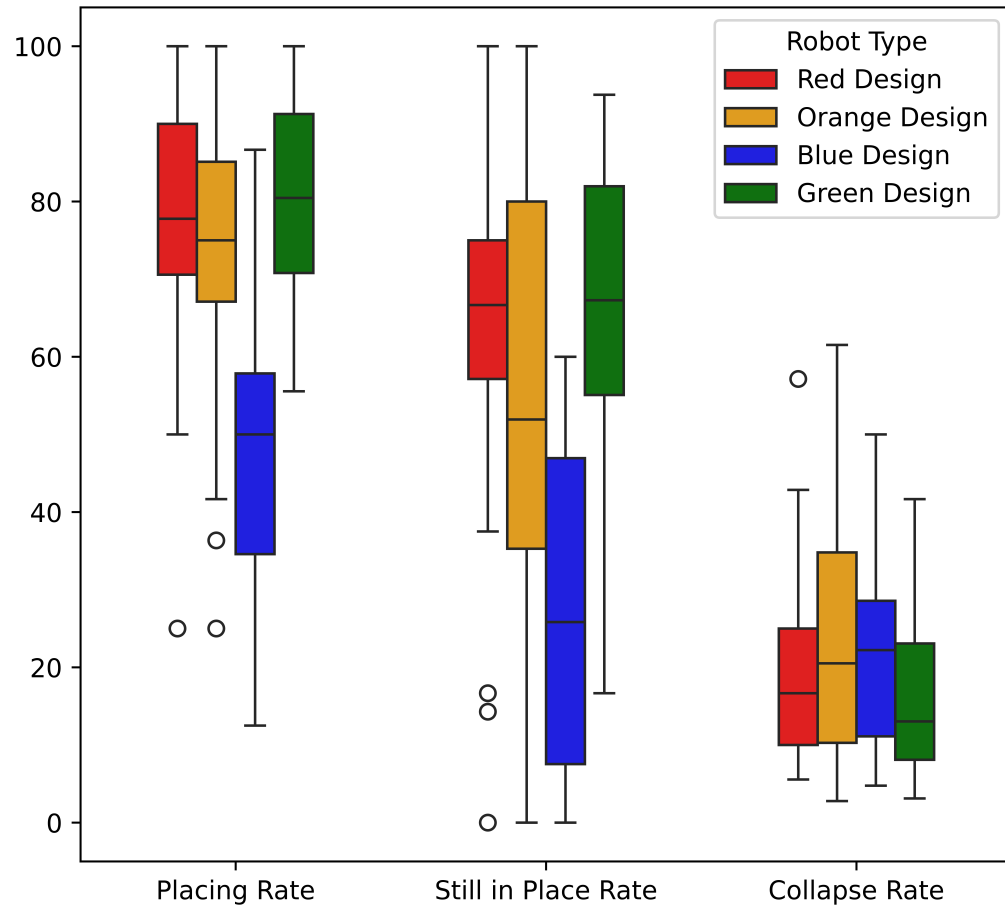 100
80
60
40
20
0
Robot Type
Red Design
Orange Design
Blue Design
Green Design
Placing Rate
Still in Place Rate
Collapse Rate